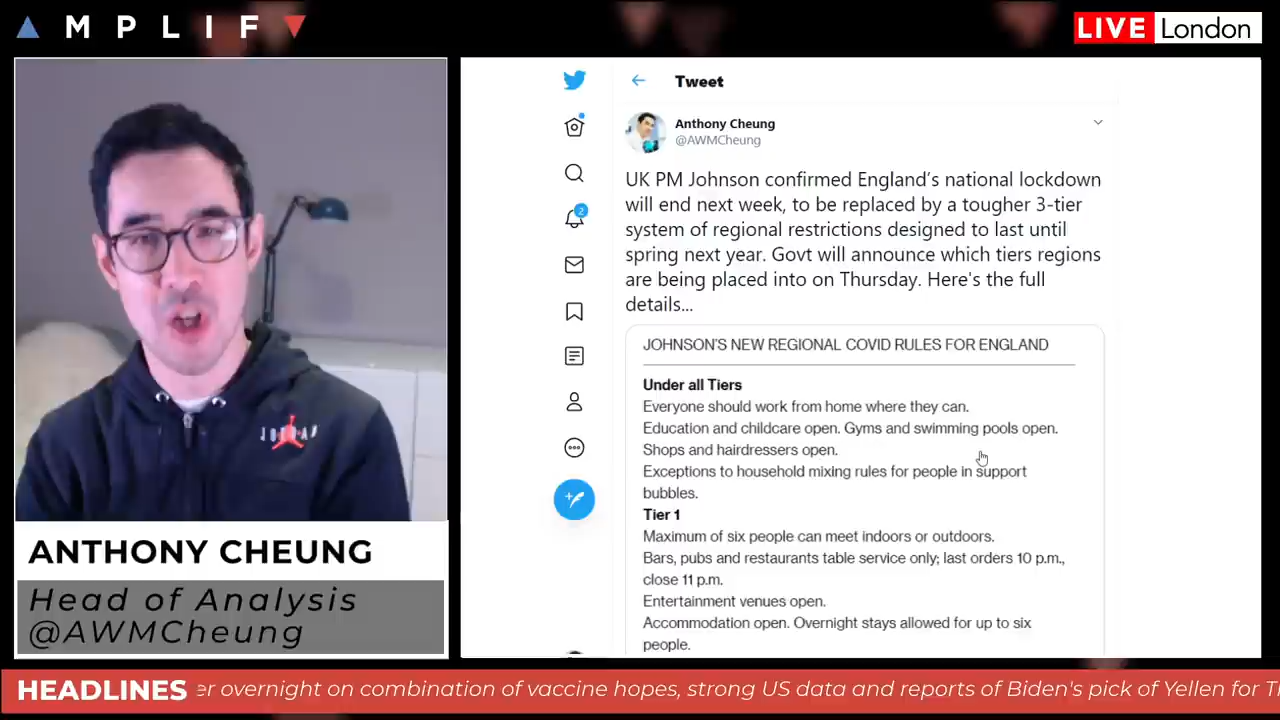 AMPLIFY
LIVE London
Tweet
Anthony Cheung
@AWMCheung
UK PM Johnson confirmed England's national lockdown
will end next week, to be replaced by a tougher 3-tier
system of regional restrictions designed to last until
spring next year. Govt will announce which tiers regions
are being placed into on Thursday. Here's the full
details...
2
JOHNSON'S NEW REGIONAL COVID RULES FOR ENGLAND
Under all Tiers
Everyone should work from home where they can.
Education and childcare open. Gyms and swimming pools open.
Shops and hairdressers open.
Exceptions to household mixing rules for people in support
bubbles.
Tier 1
Maximum of six people can meet indoors or outdoors.
Bars, pubs and restaurants table service only; last orders 10 p.m.,
close 11 p.m.
Entertainment venues open.
Accommodation open. Overnight stays allowed for up to six
people.
JORDAN
ANTHONY CHEUNG
Head of Analysis
@AWMCheung
HEADLINES er overnight on combination of vaccine hopes, strong US data and reports of Biden's pick of Yellen for